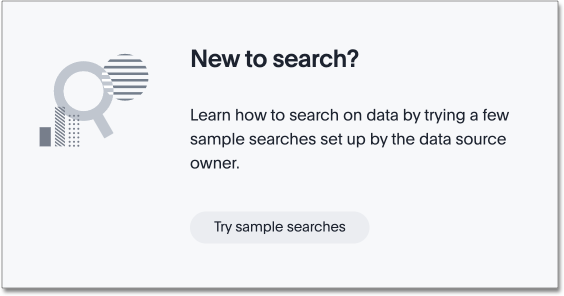 New to search?
Learn how to search on data by trying a few
sample searches set up by the data source
owner.
Try sample searches